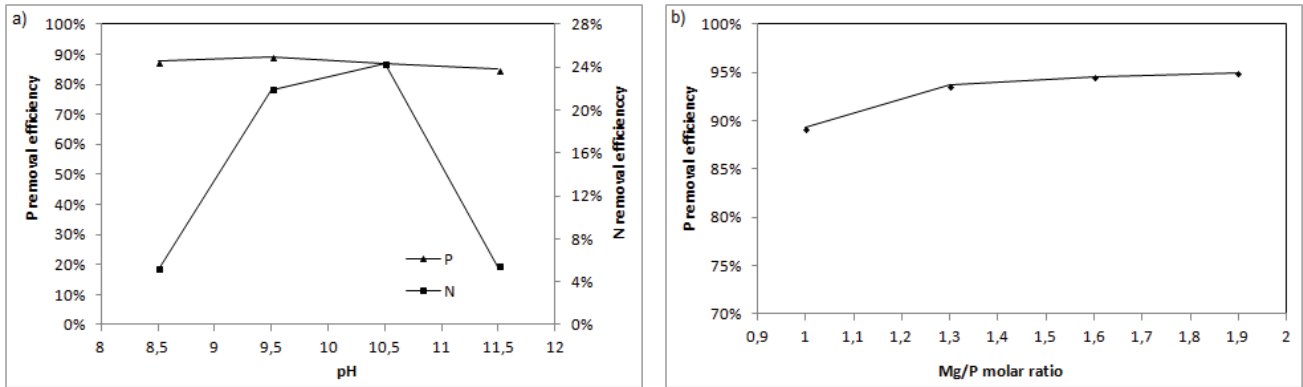 a)
100%
90%
80%
70%
60%
50%
40%
30%
20%
10%
0%
P removal efficiency
28%
24%
20%
16%
12%
8%
4%
0%
N removal efficienccy
P
N
8 8,5 9 9,5 10 10,5 11 11,5 12
pH
b)
100%
95%
90%
85%
80%
75%
70%
P removal efficiency
0,9 1 1,1 1,2 1,3 1,4 1,5 1,6 1,7 1,8 1,9 2
Mg/P molar ratio